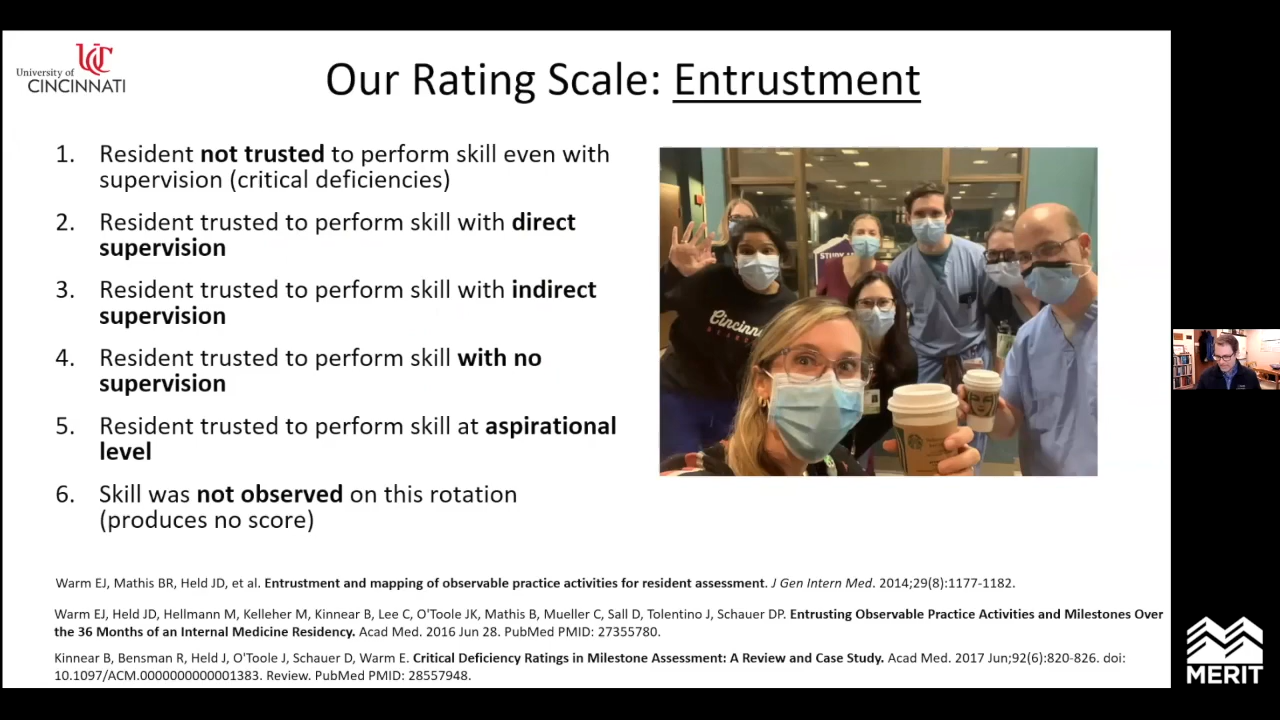 University of
CINCINNATI
Our Rating Scale: Entrustment
1. Resident not trusted to perform skill even with
supervision (critical deficiencies)
2. Resident trusted to perform skill with direct
supervision
3. Resident trusted to perform skill with indirect
supervision
4. Resident trusted to perform skill with no
supervision
5. Resident trusted to perform skill at aspirational
level
6. Skill was not observed on this rotation
(produces no score)
STUDY
Cincinn
Warm EJ, Mathis BR, Held JD, et al. Entrustment and mapping of observable practice activities for resident assessment. J Gen Intern Med. 2014;29(8):1177-1182.
Warm EJ, Held JD, Hellmann M, Kelleher M, Kinnear B, Lee C, O'Toole JK, Mathis B, Mueller C, Sall D, Tolentino J, Schauer DP. Entrusting Observable Practice Activities and Milestones Over
the 36 Months of an Internal Medicine Residency. Acad Med. 2016 Jun 28. PubMed PMID: 27355780.
Kinnear B, Bensman R, Held J, O'Toole J, Schauer D, Warm E. Critical Deficiency Ratings in Milestone Assessment: A Review and Case Study. Acad Med. 2017 Jun;92(6):820-826. doi:
10.1097/ACM.0000000000001383. Review. PubMed PMID: 28557948.
MERIT